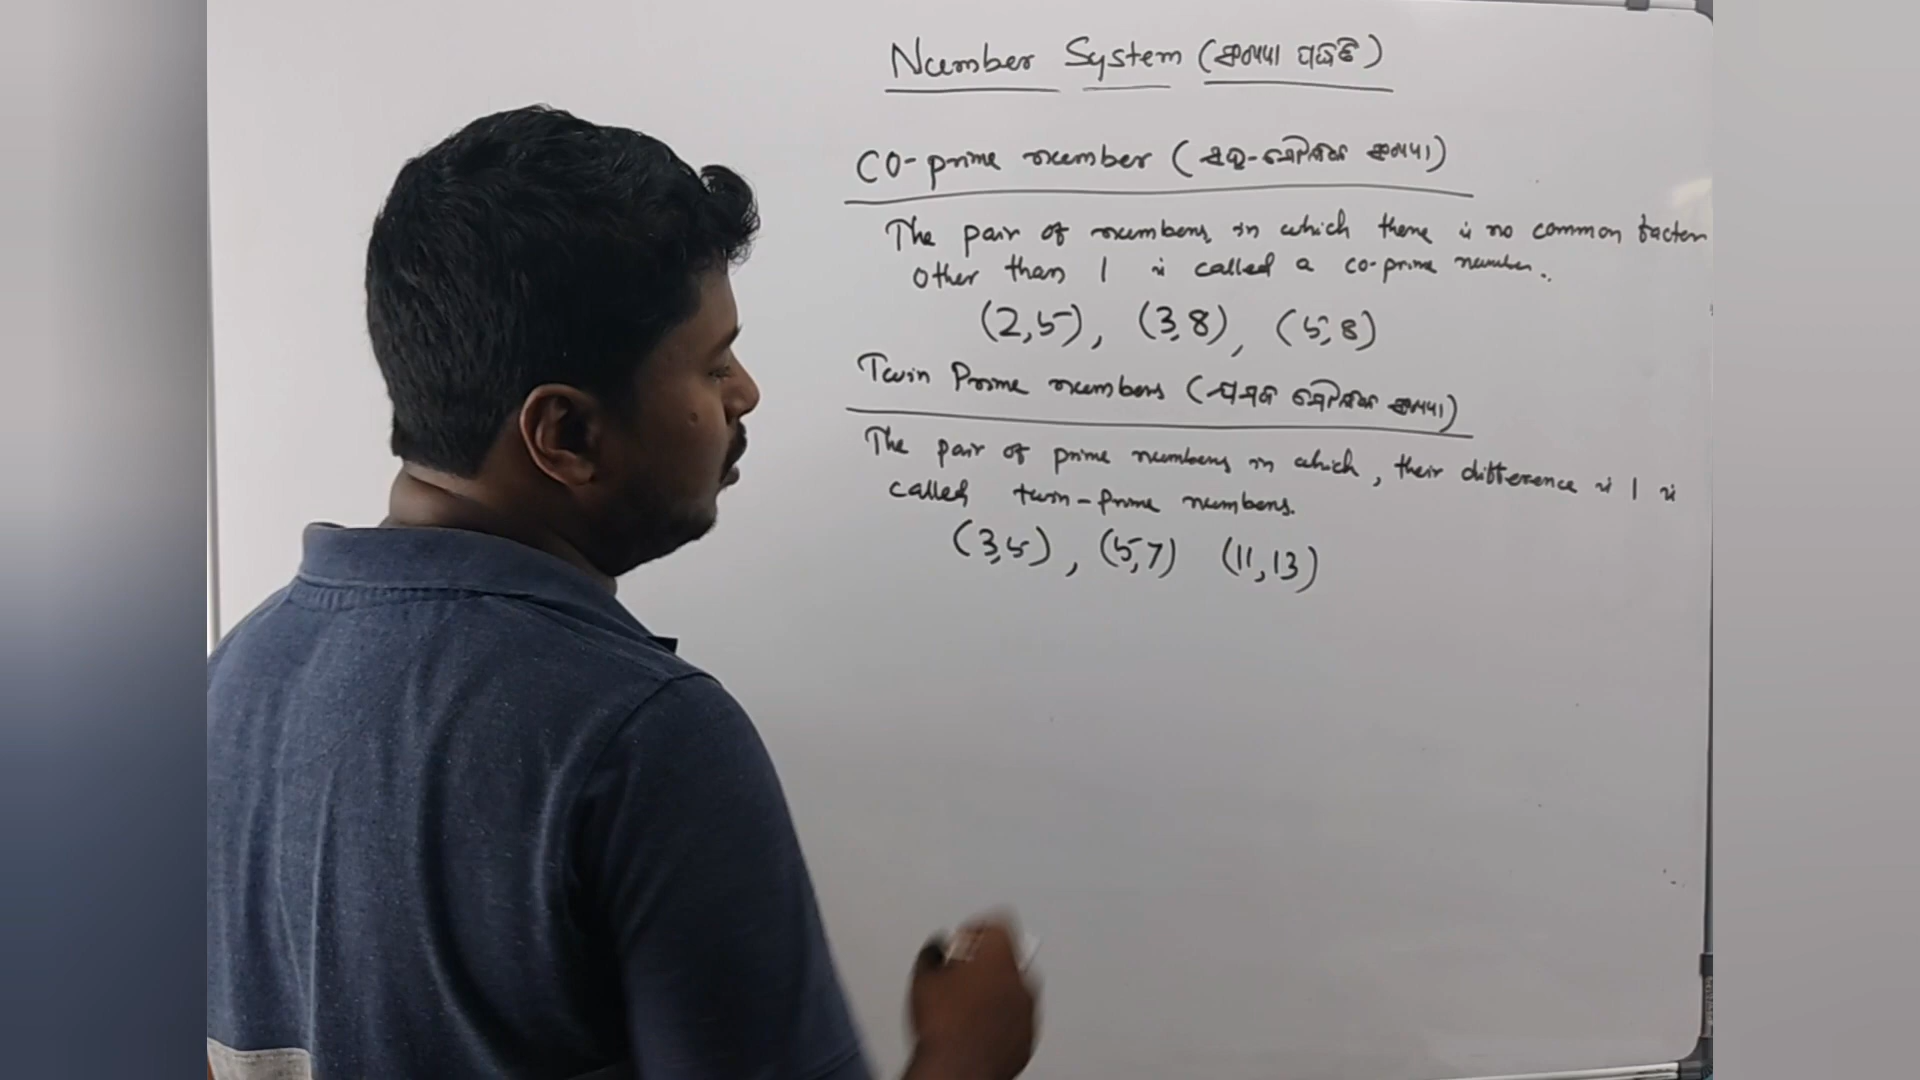 Number System (ସଂଖ୍ୟା ପଦ୍ଧତି)
CO-prime number (ସହ-ମୌଳିକ ସଂଖ୍ୟା)
The pair of numbers in which there is no common factor
other than 1 is called a co-prime number.
(2,5), (3,8), (5,8)
Twin Prime numbers (ଯମଜ ମୌଳିକ ସଂଖ୍ୟା)
The pair of prime numbers in which, their difference is 1 is
called twin-prime numbers.
(3,5), (5,7) (11,13)